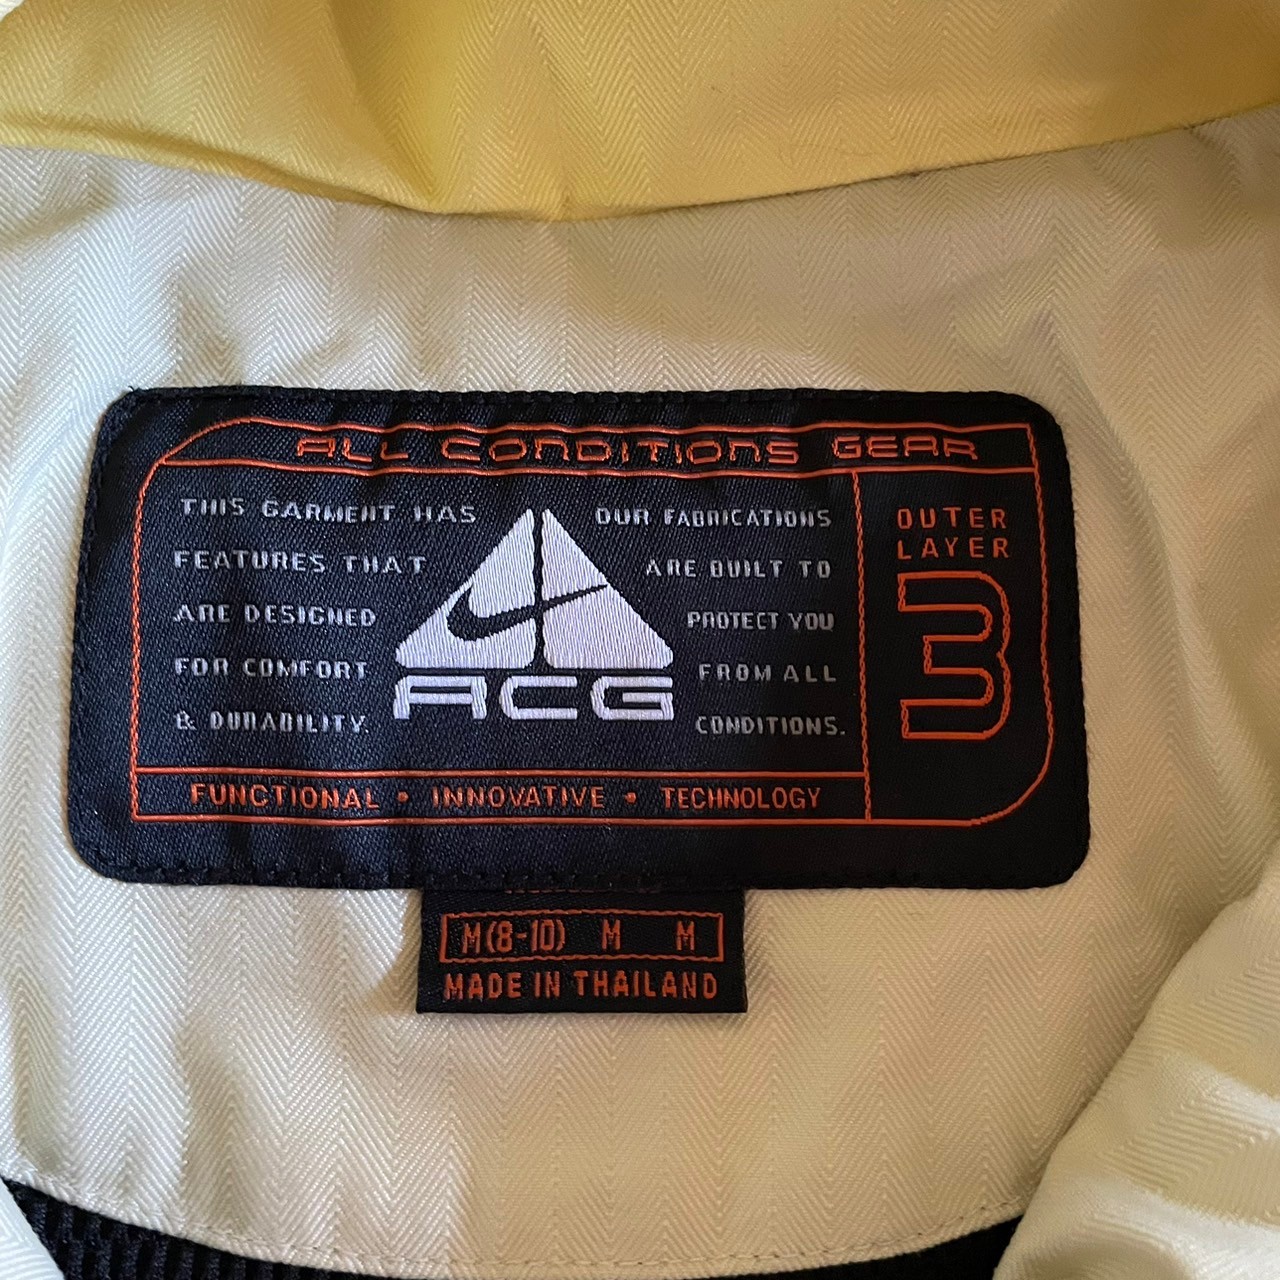 ALL CONDITIONS GEAR
THIS GARMENT HAS
FEATURES THAT
ARE DESIGNED
FOR COMFORT
& DURABILITY.
ACG
OUR FABRICATIONS
ARE BUILT TO
PROTECT YOU
FROM ALL
CONDITIONS.
OUTER
LAYER
3
FUNCTIONAL • INNOVATIVE • TECHNOLOGY
M(8-10) M M
MADE IN THAILAND